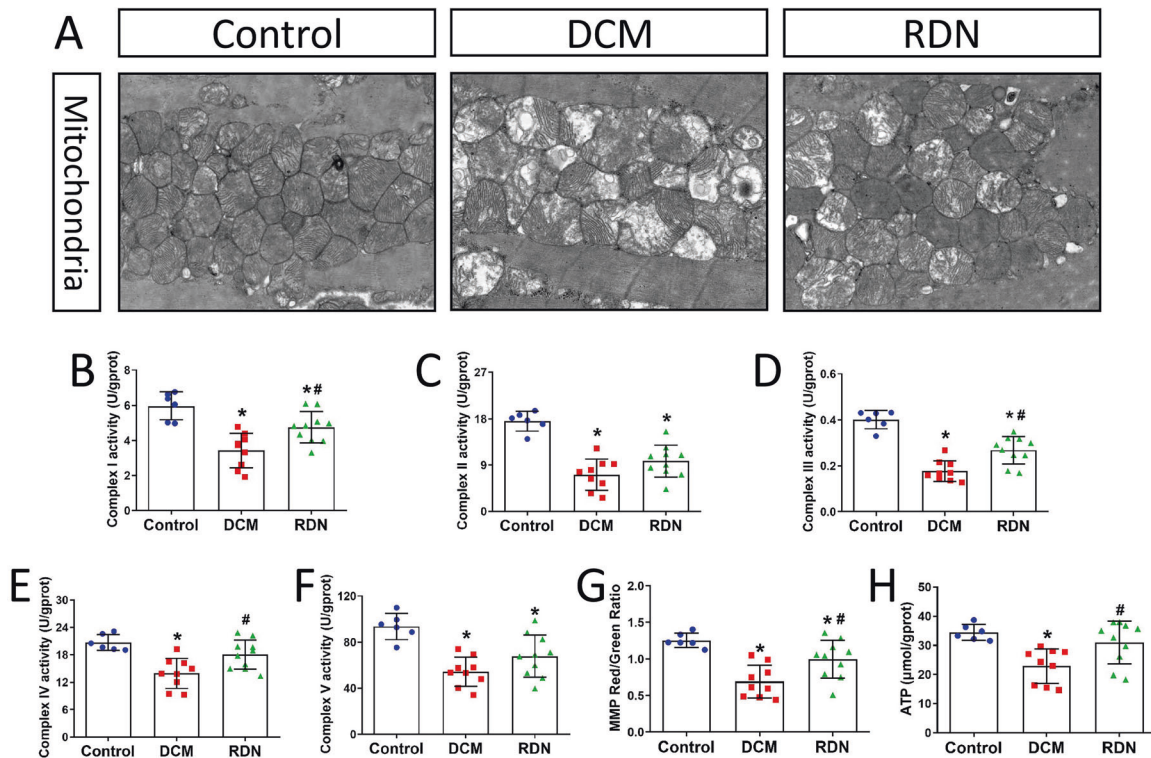 A
Control
DCM
RDN
Mitochondria
B
Complex I activity (U/gprot)
8
6
4
2
0
*
* #
Control
DCM
RDN
C
Complex II activity (U/gprot)
27
18
9
0
*
*
Control
DCM
RDN
D
Complex III activity (U/gprot)
0.6
0.4
0.2
0.0
*
* #
Control
DCM
RDN
E
Complex IV activity (U/gprot)
30
24
18
12
6
0
*
#
Control
DCM
RDN
F
Complex V activity (U/gprot)
120
80
40
0
*
*
Control
DCM
RDN
G
MMP Red/Green Ratio
2.0
1.5
1.0
0.5
0.0
*
* #
Control
DCM
RDN
H
ATP (μmol/gprot)
50
40
30
20
10
0
*
#
Control
DCM
RDN